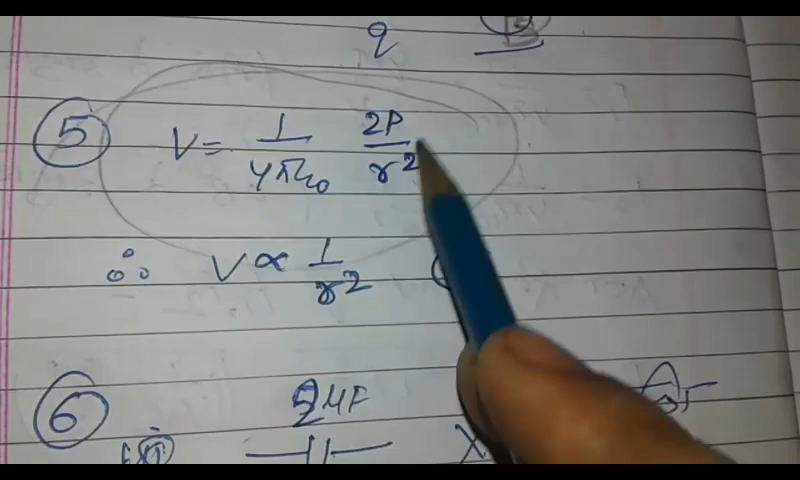 q
5 V = 1/4πε₀ 2P/r²
∴ V ∝ 1/r²
6 2μF